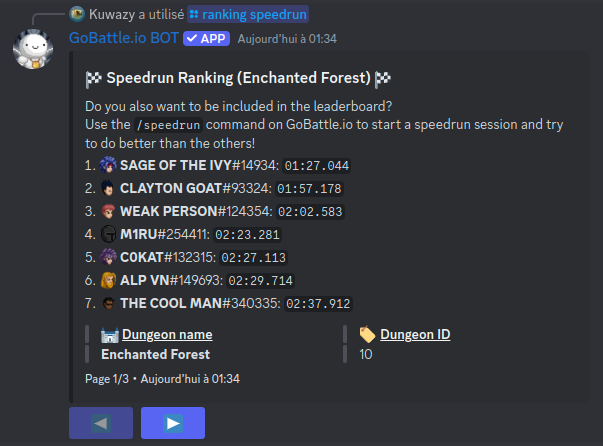 Kuwazy a utilisé ranking speedrun
GoBattle.io BOT APP Aujourd'hui à 01:34
Speedrun Ranking (Enchanted Forest)
Do you also want to be included in the leaderboard?
Use the /speedrun command on GoBattle.io to start a speedrun session and try
to do better than the others!
1. SAGE OF THE IVY#14934: 01:27.044
2. CLAYTON GOAT#93324: 01:57.178
3. WEAK PERSON#124354: 02:02.583
4. M1RU#254411: 02:23.281
5. C0KAT#132315: 02:27.113
6. ALP VN#149693: 02:29.714
7. THE COOL MAN#340335: 02:37.912
Dungeon name
Enchanted Forest
Dungeon ID
10
Page 1/3 • Aujourd'hui à 01:34